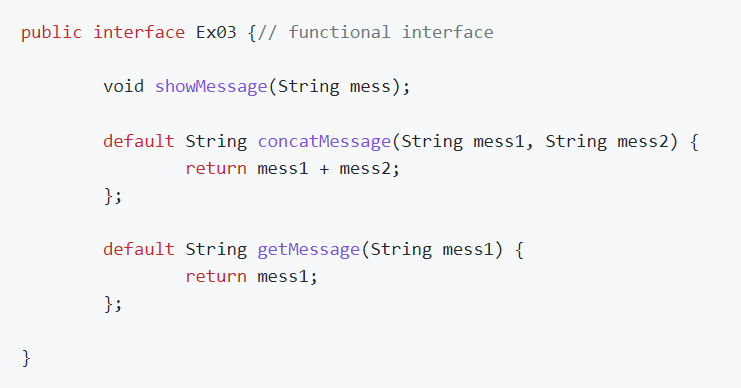 public interface Ex03 {// functional interface
void showMessage(String mess);
default String concatMessage(String mess1, String mess2) {
return mess1 + mess2;
};
default String getMessage(String mess1) {
return mess1;
};
}